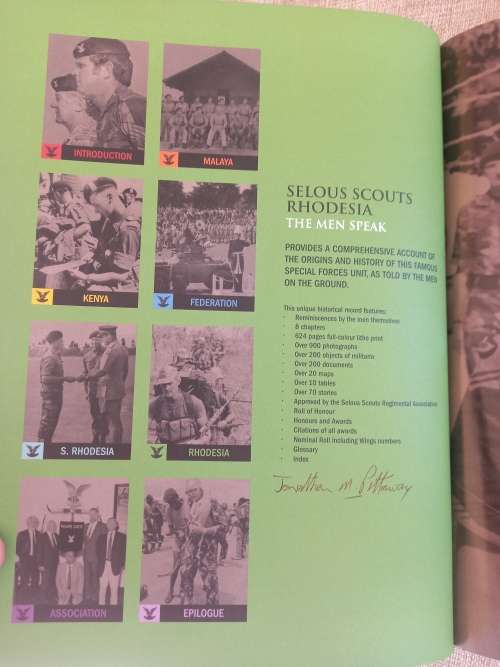 INTRODUCTION
MALAYA
KENYA
FEDERATION
S. RHODESIA
RHODESIA
ASSOCIATION
EPILOGUE
SELOUS SCOUTS
RHODESIA
THE MEN SPEAK
PROVIDES A COMPREHENSIVE ACCOUNT OF
THE ORIGINS AND HISTORY OF THIS FAMOUS
SPECIAL FORCES UNIT, AS TOLD BY THE MEN
ON THE GROUND.
This unique historical record features:
· Reminiscences by the men themselves
· 8 chapters
· 624 pages full-colour litho print
· Over 900 photographs
· Over 200 objects of militaria
· Over 200 documents
· Over 20 maps
· Over 10 tables
· Over 70 stories
· Approved by the Selous Scouts Regimental Association
· Roll of Honour
· Honours and Awards
· Citations of all awards
· Nominal Roll including Wings numbers
· Glossary
· Index
Jonathan M Pittaway